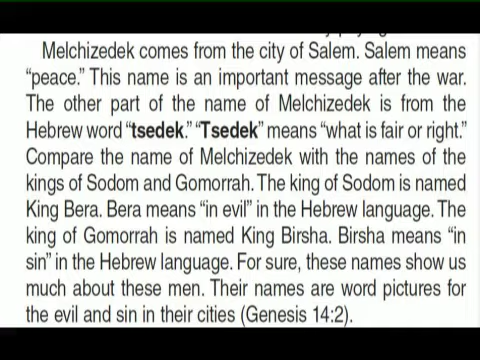 Melchizedek comes from the city of Salem. Salem means
“peace.” This name is an important message after the war.
The other part of the name of Melchizedek is from the
Hebrew word “tsedek.” “Tsedek” means “what is fair or right.”
Compare the name of Melchizedek with the names of the
kings of Sodom and Gomorrah. The king of Sodom is named
King Bera. Bera means “in evil” in the Hebrew language. The
king of Gomorrah is named King Birsha. Birsha means “in
sin” in the Hebrew language. For sure, these names show us
much about these men. Their names are word pictures for
the evil and sin in their cities (Genesis 14:2).